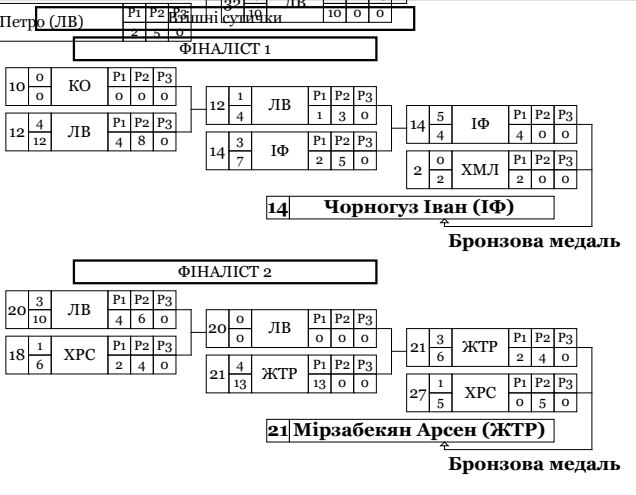 Петро (ЛВ)
P1 P2 P3
2 5 0
32 10 ЛВ 10 0 0
Втішні сутички
ФІНАЛІСТ 1
10 0 0 КО P1 P2 P3 0 0 0
12 4 12 ЛВ P1 P2 P3 4 8 0
12 1 4 ЛВ P1 P2 P3 1 3 0
14 3 7 ІФ P1 P2 P3 2 5 0
14 5 4 ІФ P1 P2 P3 4 0 0
2 0 2 ХМЛ P1 P2 P3 2 0 0
14 Чорногуз Іван (ІФ)
Бронзова медаль
ФІНАЛІСТ 2
20 3 10 ЛВ P1 P2 P3 4 6 0
18 1 6 ХРС P1 P2 P3 2 4 0
20 0 0 ЛВ P1 P2 P3 0 0 0
21 4 13 ЖТР P1 P2 P3 13 0 0
21 3 6 ЖТР P1 P2 P3 2 4 0
27 1 5 ХРС P1 P2 P3 0 5 0
21 Мірзабекян Арсен (ЖТР)
Бронзова медаль